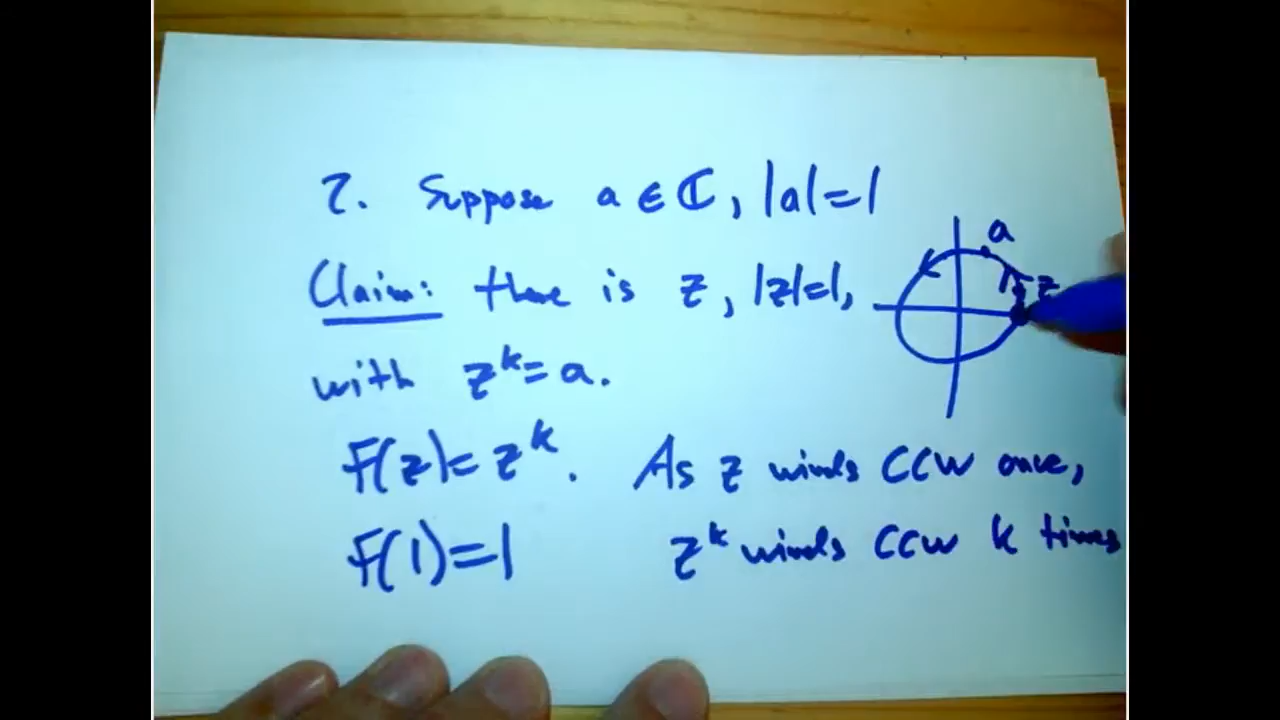 2. Suppose a ∈ ℂ, |a|=1
Claim: there is z, |z|=1,
with z^k = a.
a
z
F(z) = z^k. As z winds CCW once,
F(1)=1 z^k winds CCW k times